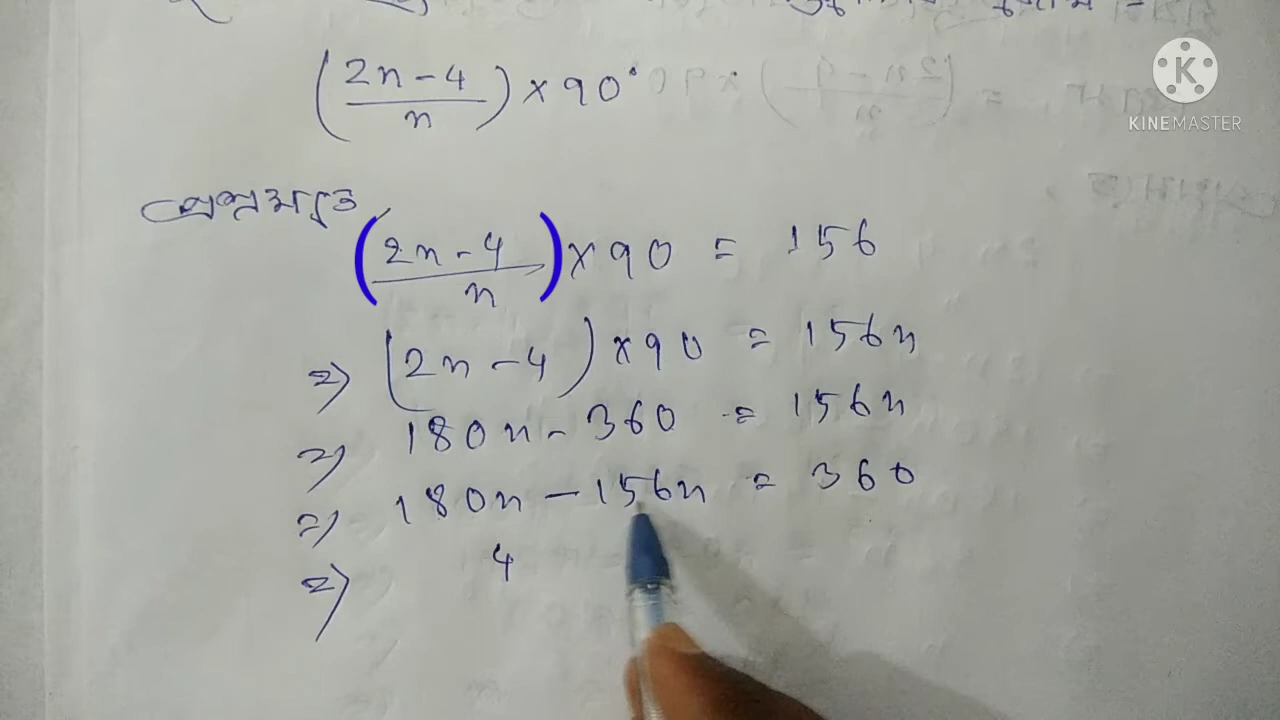 (2n-4/n) × 90°
KINEMASTER
প্রশ্নমতে,
(2n-4/n) × 90 = 156
⇒ (2n-4) × 90 = 156n
⇒ 180n - 360 = 156n
⇒ 180n - 156n = 360
⇒ 4